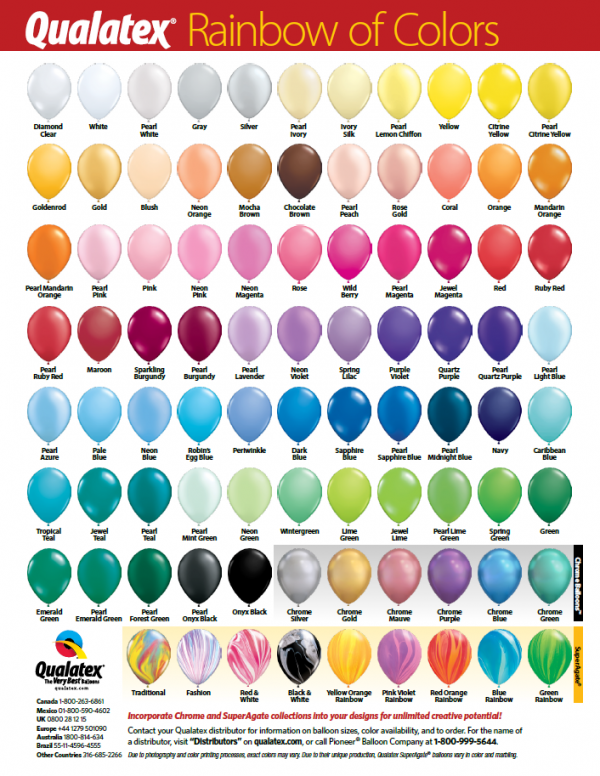 Qualatex® Rainbow of Colors
Diamond Clear
White
Pearl White
Gray
Silver
Pearl Ivory
Ivory Silk
Pearl Lemon Chiffon
Yellow
Citrine Yellow
Pearl Citrine Yellow
Goldenrod
Gold
Blush
Neon Orange
Mocha Brown
Chocolate Brown
Pearl Peach
Rose Gold
Coral
Orange
Mandarin Orange
Pearl Mandarin Orange
Pearl Pink
Pink
Neon Pink
Neon Magenta
Rose
Wild Berry
Pearl Magenta
Jewel Magenta
Red
Ruby Red
Pearl Ruby Red
Maroon
Sparkling Burgundy
Pearl Burgundy
Pearl Lavender
Neon Violet
Spring Lilac
Purple Violet
Quartz Purple
Pearl Quartz Purple
Pearl Light Blue
Pearl Azure
Pale Blue
Neon Blue
Robin's Egg Blue
Periwinkle
Dark Blue
Sapphire Blue
Pearl Sapphire Blue
Pearl Midnight Blue
Navy
Caribbean Blue
Tropical Teal
Jewel Teal
Pearl Teal
Pearl Mint Green
Neon Green
Wintergreen
Lime Green
Jewel Lime
Pearl Lime Green
Spring Green
Green
Emerald Green
Pearl Emerald Green
Pearl Forest Green
Pearl Onyx Black
Onyx Black
Chrome Silver
Chrome Gold
Chrome Mauve
Chrome Purple
Chrome Blue
Chrome Green
Chrome Balloons™
Traditional
Fashion
Red & White
Black & White
Yellow Orange Rainbow
Pink Violet Rainbow
Red Orange Rainbow
Blue Rainbow
Green Rainbow
SuperAgate®
Qualatex®
The Very Best Balloons
qualatex.com
Canada 1-800-263-6861
Mexico 01-800-590-4602
UK 0800 28 12 15
Europe +44 1279 501090
Australia 1800-814-634
Brazil 55-11-4596-4555
Other Countries 316-685-2266
Incorporate Chrome and SuperAgate collections into your designs for unlimited creative potential!
Contact your Qualatex distributor for information on balloon sizes, color availability, and to order. For the name of
a distributor, visit "Distributors" on qualatex.com, or call Pioneer® Balloon Company at 1-800-999-5644.
Due to photography and color printing processes, exact colors may vary. Due to their unique production, Qualatex SuperAgate® balloons vary in color and marbling.